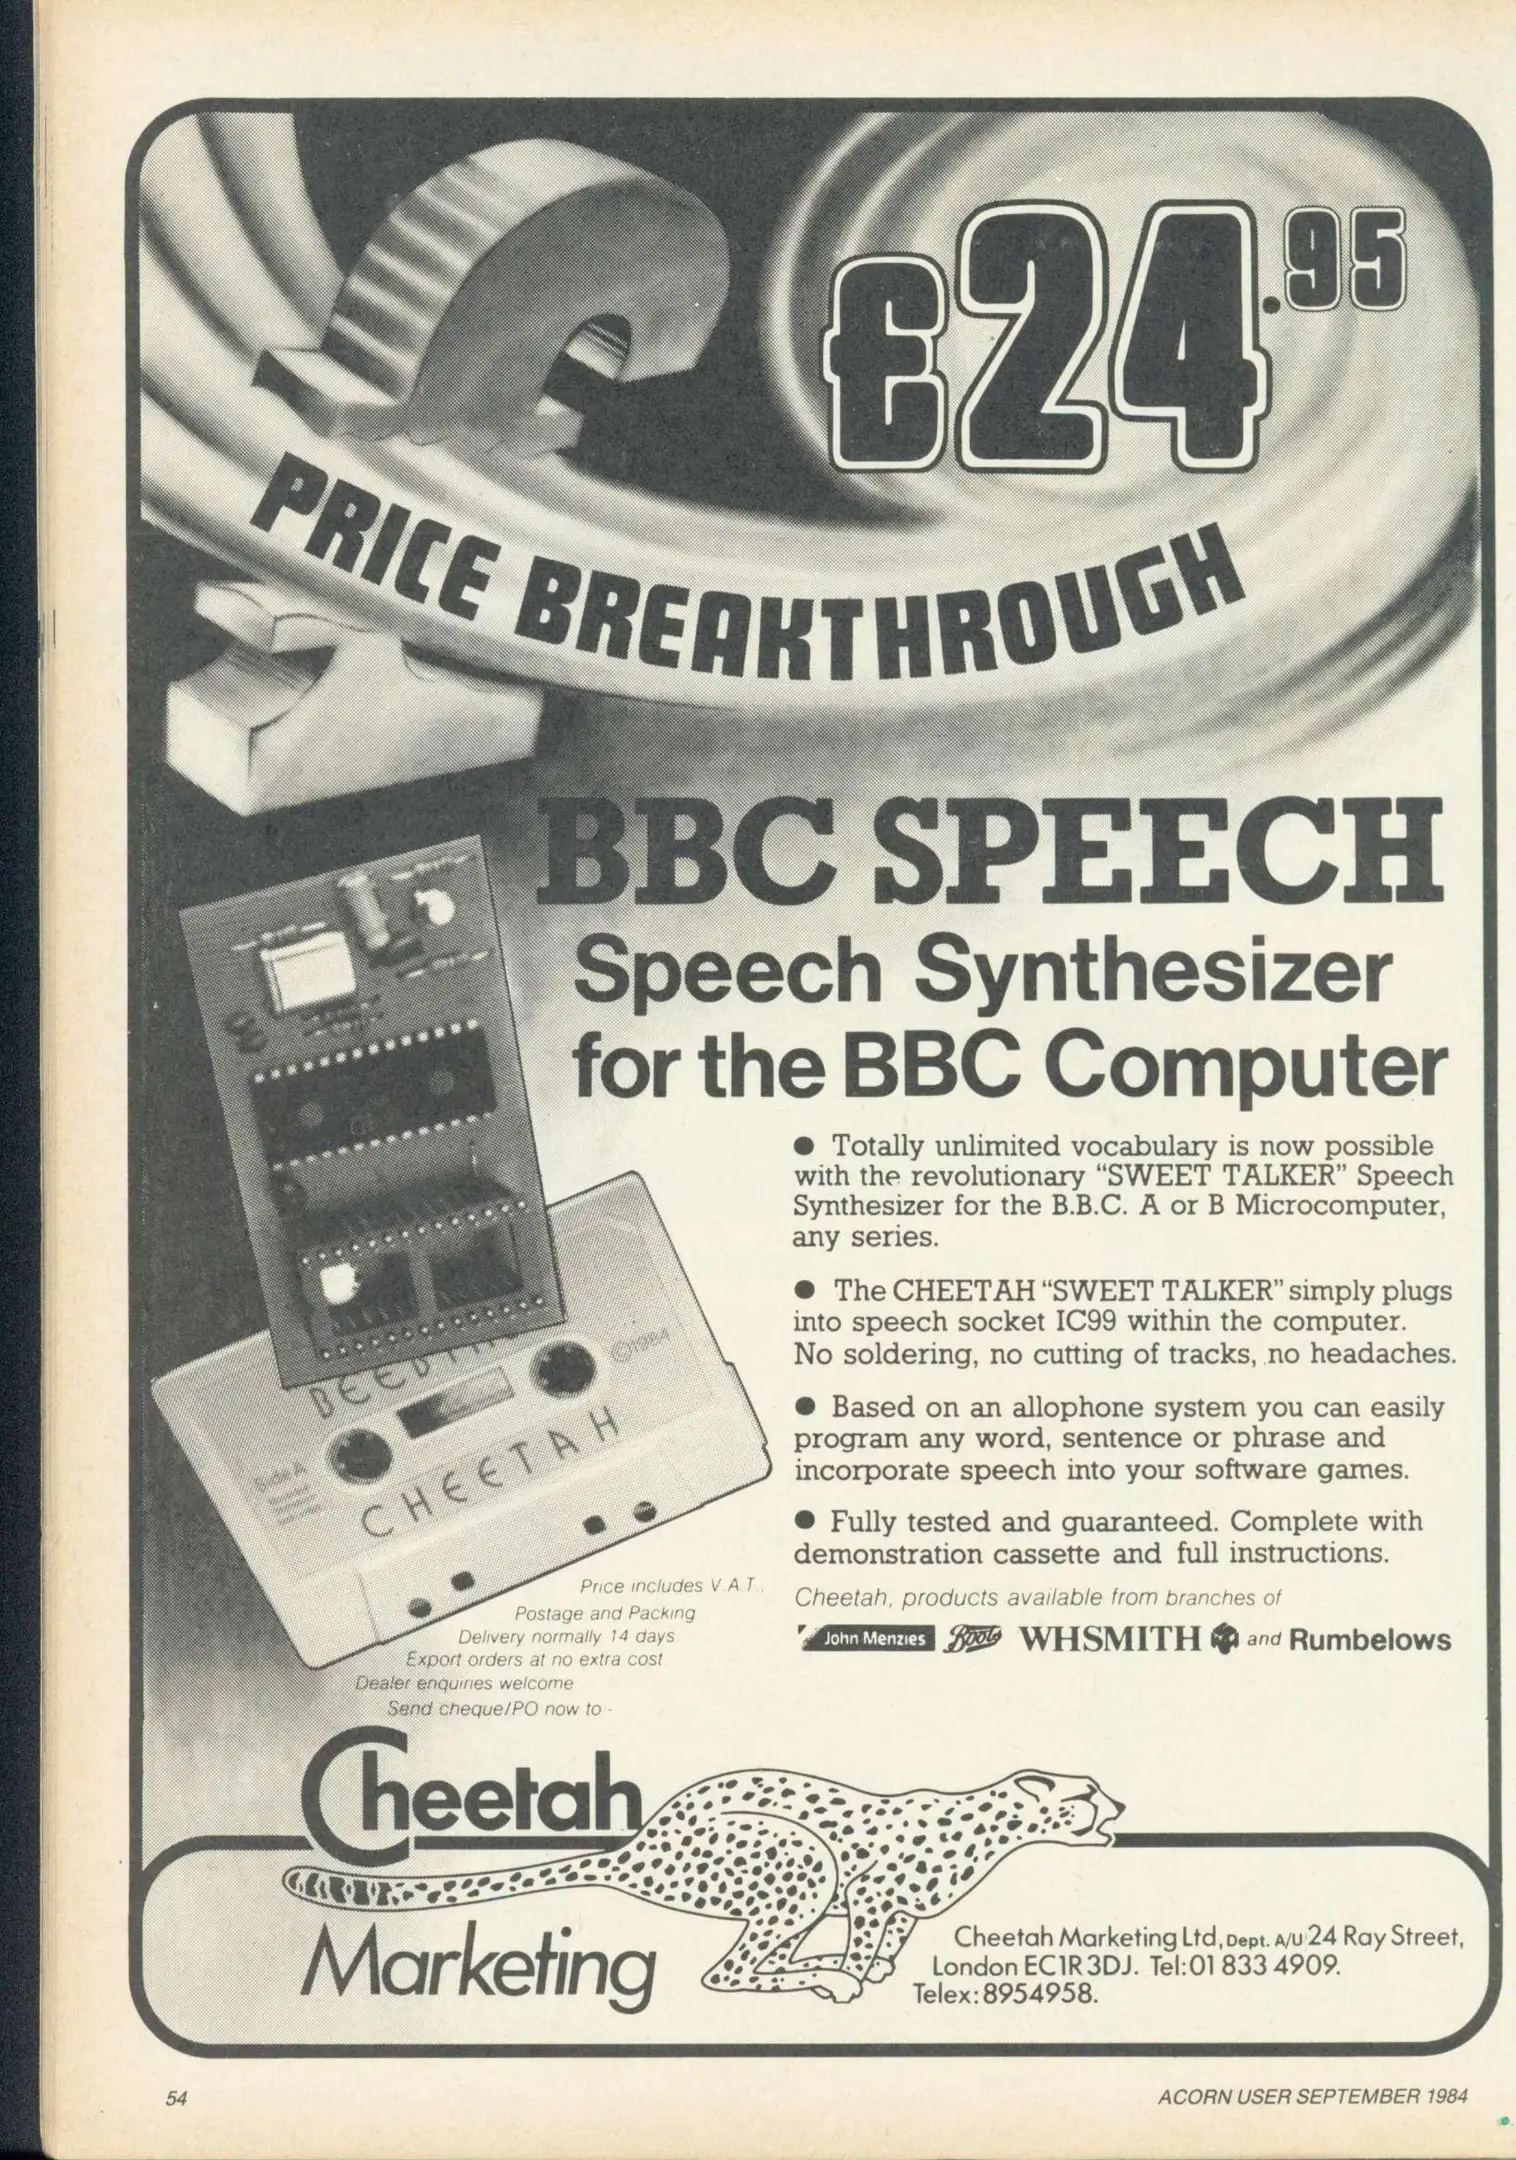 £24.95
PRICE BREAKTHROUGH
BBC SPEECH
Speech Synthesizer
for the BBC Computer
● Totally unlimited vocabulary is now possible
with the revolutionary “SWEET TALKER” Speech
Synthesizer for the B.B.C. A or B Microcomputer,
any series.
● The CHEETAH “SWEET TALKER” simply plugs
into speech socket IC99 within the computer.
No soldering, no cutting of tracks, no headaches.
● Based on an allophone system you can easily
program any word, sentence or phrase and
incorporate speech into your software games.
● Fully tested and guaranteed. Complete with
demonstration cassette and full instructions.
Cheetah, products available from branches of
John Menzies Boots WHSMITH and Rumbelows
©1984
CHEETAH
Side A
Price includes V.A.T.,
Postage and Packing
Delivery normally 14 days
Export orders at no extra cost
Dealer enquiries welcome
Send cheque/PO now to -
Cheetah
Marketing
Cheetah Marketing Ltd, Dept. A/U 24 Ray Street,
London EC1R 3DJ. Tel: 01 833 4909.
Telex: 8954958.
54
ACORN USER SEPTEMBER 1984